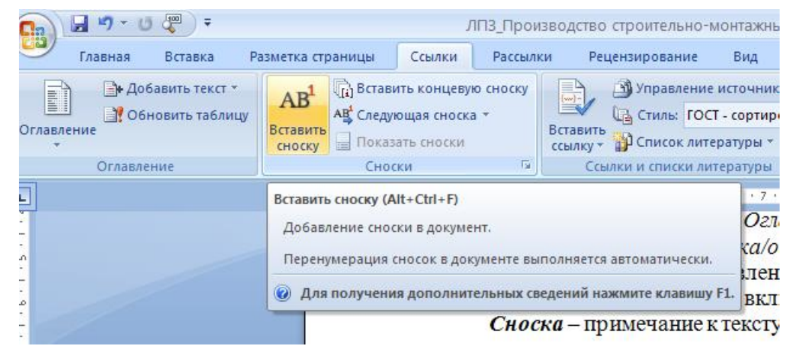 ЛП3_Производство строительно-монтажны
Главная Вставка Разметка страницы Ссылки Рассылки Рецензирование Вид
Оглавление
Добавить текст
Обновить таблицу
Оглавление
AB¹
Вставить сноску
Вставить концевую сноску
Следующая сноска
Показать сноски
Сноски
Вставить ссылку
Управление источник
Стиль: ГОСТ - сортир
Список литературы
Ссылки и списки литературы
Вставить сноску (Alt+Ctrl+F)
Добавление сноски в документ.
Перенумерация сносок в документе выполняется автоматически.
Для получения дополнительных сведений нажмите клавишу F1.
7
Огл
ка/о
лен
вкл
Сноска – примечание к тексту